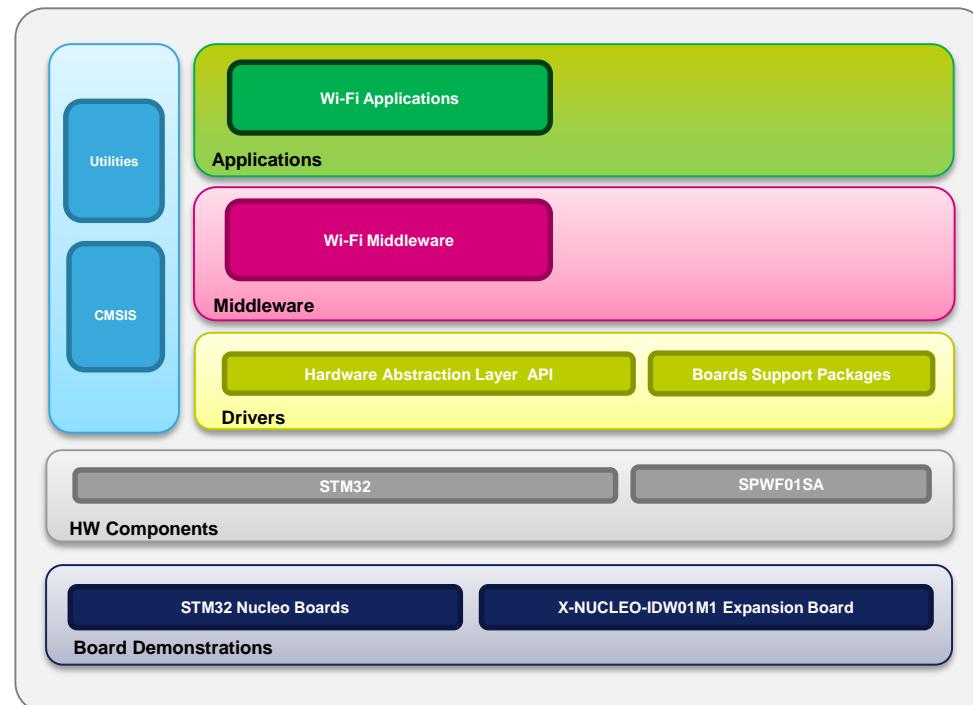 Utilities
CMSIS
Wi-Fi Applications
Applications
Wi-Fi Middleware
Middleware
Hardware Abstraction Layer API
Boards Support Packages
Drivers
STM32
SPWF01SA
HW Components
STM32 Nucleo Boards
X-NUCLEO-IDW01M1 Expansion Board
Board Demonstrations